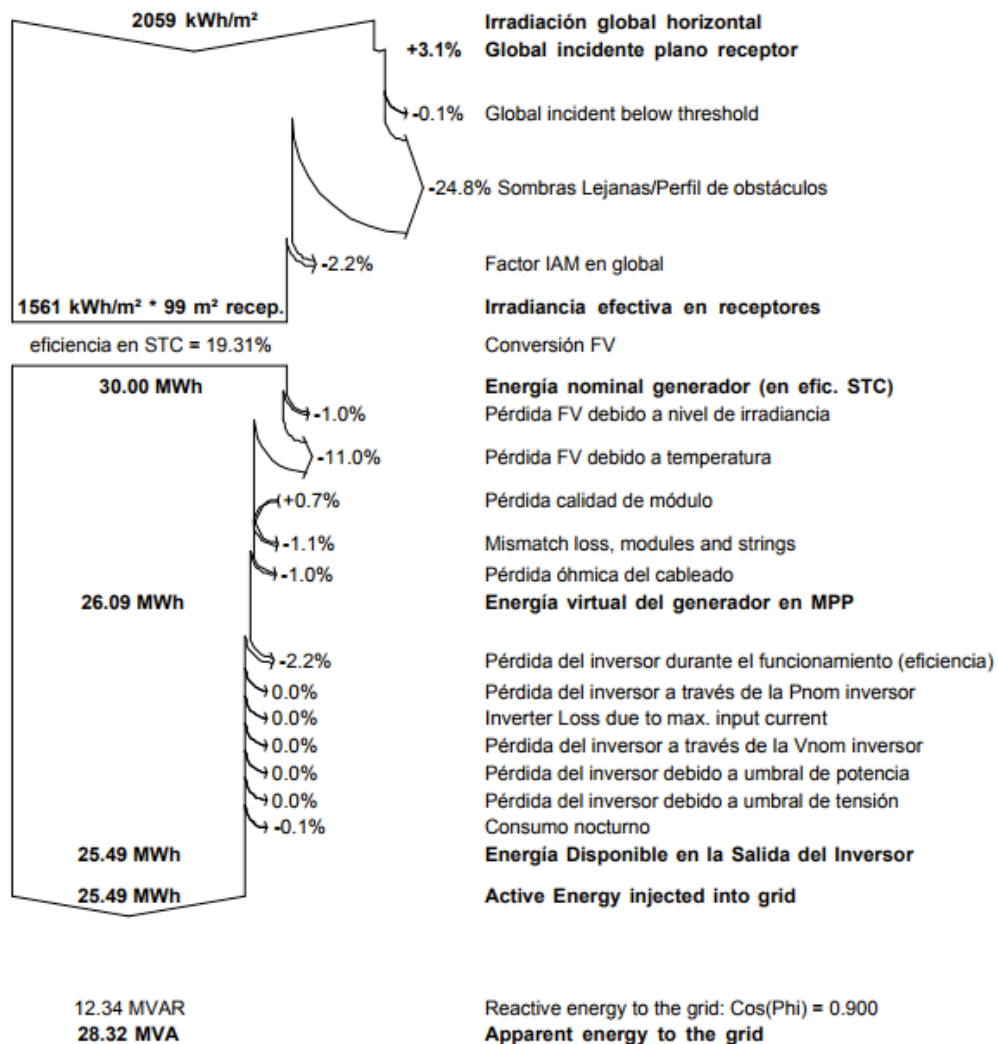 2059 kWh/m² Irradiación global horizontal
+3.1% Global incidente plano receptor
-0.1% Global incident below threshold
-24.8% Sombras Lejanas/Perfil de obstáculos
-2.2% Factor IAM en global
1561 kWh/m² * 99 m² recep. Irradiancia efectiva en receptores
eficiencia en STC = 19.31% Conversión FV
30.00 MWh Energía nominal generador (en efic. STC)
-1.0% Pérdida FV debido a nivel de irradiancia
-11.0% Pérdida FV debido a temperatura
+0.7% Pérdida calidad de módulo
-1.1% Mismatch loss, modules and strings
-1.0% Pérdida óhmica del cableado
26.09 MWh Energía virtual del generador en MPP
-2.2% Pérdida del inversor durante el funcionamiento (eficiencia)
0.0% Pérdida del inversor a través de la Pnom inversor
0.0% Inverter Loss due to max. input current
0.0% Pérdida del inversor a través de la Vnom inversor
0.0% Pérdida del inversor debido a umbral de potencia
0.0% Pérdida del inversor debido a umbral de tensión
-0.1% Consumo nocturno
25.49 MWh Energía Disponible en la Salida del Inversor
25.49 MWh Active Energy injected into grid
12.34 MVAR Reactive energy to the grid: Cos(Phi) = 0.900
28.32 MVA Apparent energy to the grid